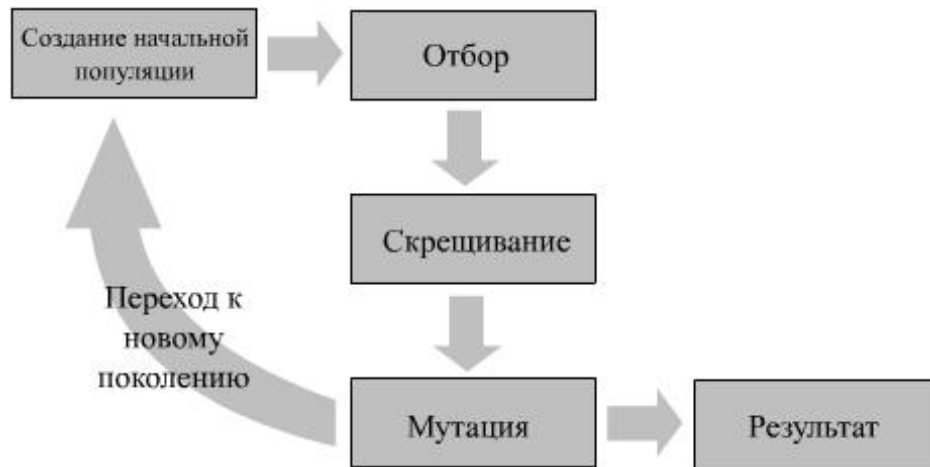 Создание начальной
популяции
Отбор
Скрещивание
Переход к
новому
поколению
Мутация
Результат